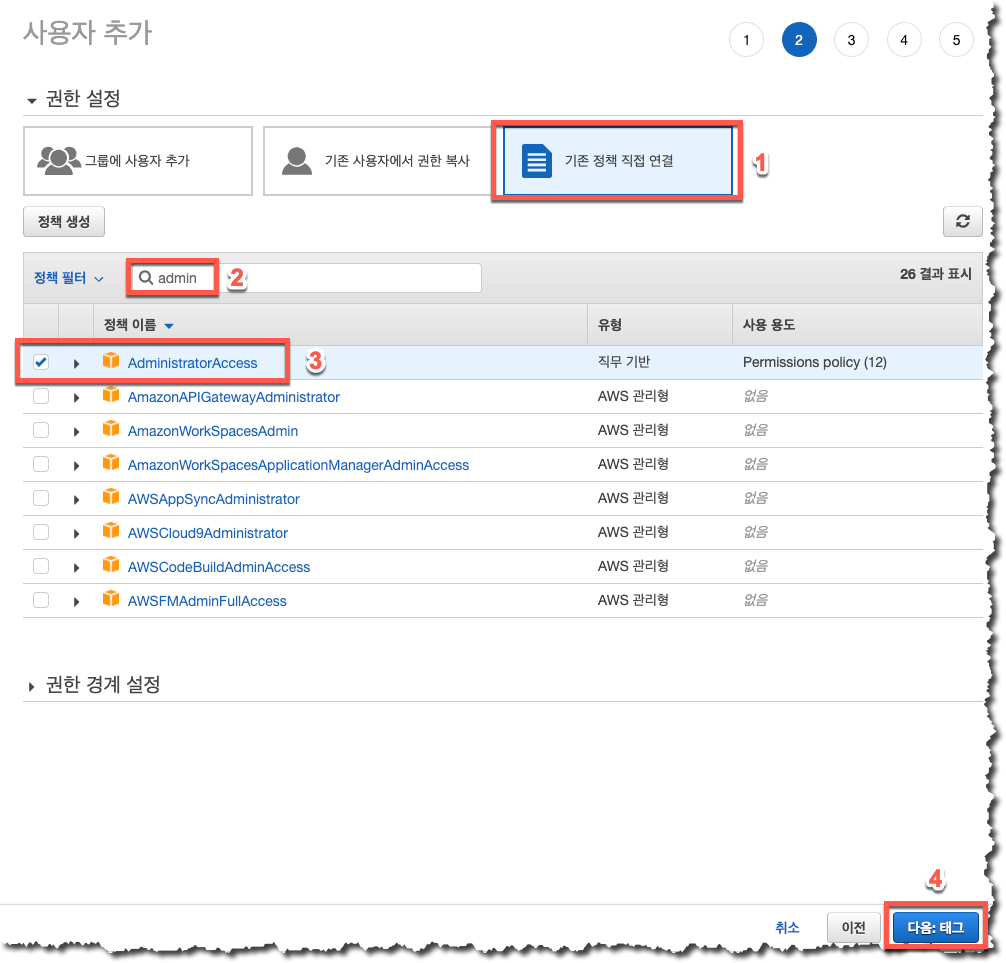 사용자 추가
1 2 3 4 5
권한 설정
그룹에 사용자 추가 기존 사용자에서 권한 복사 기존 정책 직접 연결 1
정책 생성
정책 필터 admin 2 26 결과 표시
정책 이름 유형 사용 용도
AdministratorAccess 3 직무 기반 Permissions policy (12)
AmazonAPIGatewayAdministrator AWS 관리형 없음
AmazonWorkSpacesAdmin AWS 관리형 없음
AmazonWorkSpacesApplicationManagerAdminAccess AWS 관리형 없음
AWSAppSyncAdministrator AWS 관리형 없음
AWSCloud9Administrator AWS 관리형 없음
AWSCodeBuildAdminAccess AWS 관리형 없음
AWSFMAdminFullAccess AWS 관리형 없음
권한 경계 설정
4
취소 이전 다음: 태그